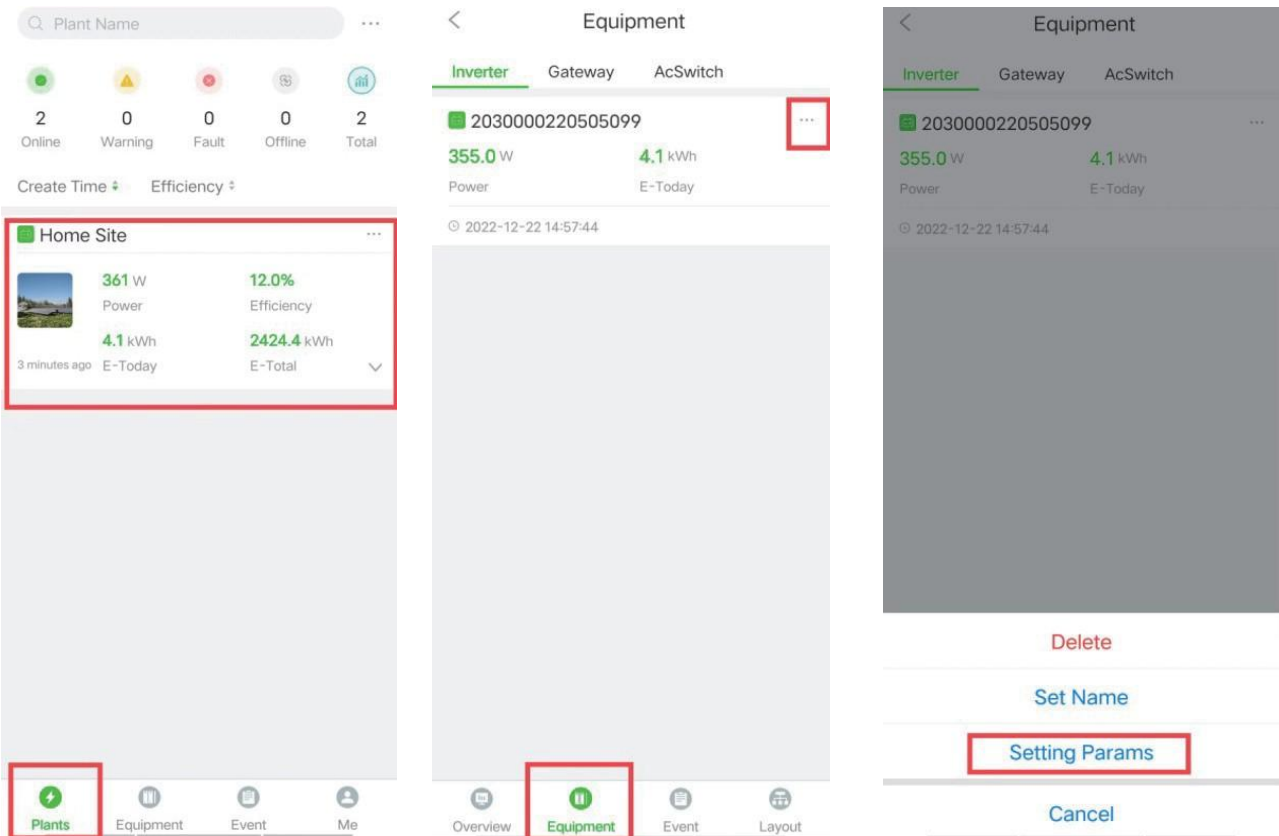 Plant Name
2 0 0 0 2
Online Warning Fault Offline Total
Create Time Efficiency
Home Site
361 W 12.0%
Power Efficiency
4.1 kWh 2424.4 kWh
3 minutes ago E-Today E-Total
Plants Equipment Event Me
Equipment
Inverter Gateway AcSwitch
2030000220505099
355.0 W 4.1 kWh
Power E-Today
2022-12-22 14:57:44
Overview Equipment Event Layout
Equipment
Inverter Gateway AcSwitch
2030000220505099
355.0 W 4.1 kWh
Power E-Today
2022-12-22 14:57:44
Delete
Set Name
Setting Params
Cancel